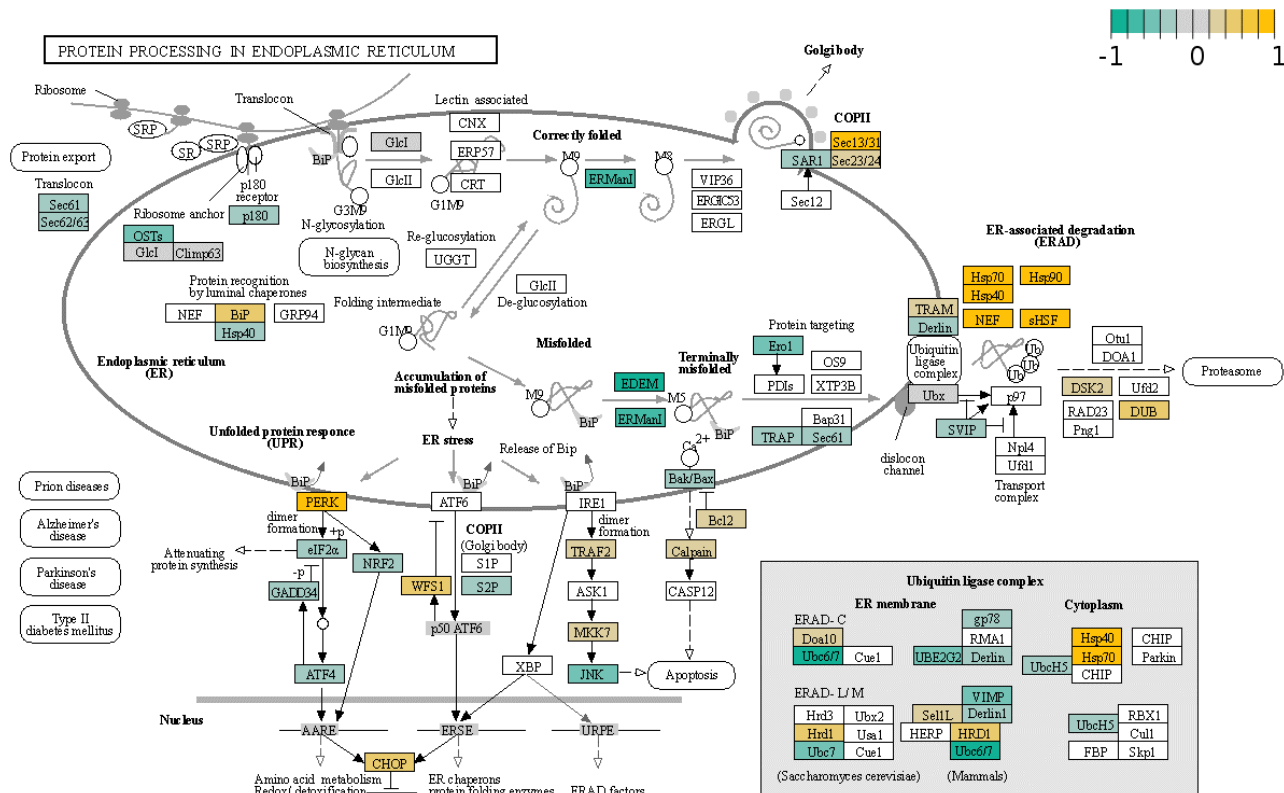 -1 0 1
PROTEIN PROCESSING IN ENDOPLASMIC RETICULUM
Golgi body
Ribosome
Translocon
Lectin associated
SRP
SR
SRP
BiP
GlcI
GlcII
CNX
ERP57
CRT
G1M9
Correctly folded
M9
ERManI
M8
COPII
Sec13/31
SAR1
Sec23/24
Sec12
VIP36
ERGIC53
ERGL
Protein export
Translocon
Sec61
Sec62/63
p180
receptor
Ribosome anchor
p180
OSTs
GlcI
Climp63
G3M9
N-glycosylation
N-glycan
biosynthesis
Re-glucosylation
UGGT
GlcII
De-glucosylation
ER-associated degradation
(ERAD)
Hsp70
Hsp90
Hsp40
NEF
sHSF
TRAM
Derlin
Ubiquitin
ligase
complex
Ub
Ub
Ub
Otu1
DOA1
Proteasome
Protein recognition
by luminal chaperones
NEF
BiP
GRP94
Hsp40
Folding intermediate
G1M9
Misfolded
Endoplasmic reticulum
(ER)
Accumulation of
misfolded proteins
M9
BiP
EDEM
ERManI
Terminally
misfolded
M5
BiP
Protein targeting
Ero1
PDIs
OS9
XTP3B
Bap31
TRAP
Sec61
Ubx
p97
DSK2
Ufd2
RAD23
DUB
Png1
SVIP
Npl4
Ufd1
Transport
complex
dislocon
channel
Unfolded protein responce
(UPR)
ER stress
Release of Bip
Ca2+
Bak/Bax
Bcl2
BiP
BiP
BiP
PERK
ATF6
IRE1
Prion diseases
Alzheimer's
disease
Parkinson's
disease
Type II
diabetes mellitus
dimer
formation
+p
eIF2α
Attenuating
protein synthesis
-p
GADD34
NRF2
ATF4
COPII
(Golgi body)
S1P
S2P
WFS1
p50 ATF6
dimer
formation
TRAF2
ASK1
MKK7
JNK
Calpain
CASP12
Apoptosis
XBP
Nucleus
AARE
ERSE
URPE
CHOP
Amino acid metabolism
Redox/ detoxification
ER chaperons
protein folding enzymes
ERAD factors
Ubiquitin ligase complex
ER membrane
Cytoplasm
ERAD- C
Doa10
Ubc6/7
Cue1
gp78
RMA1
UBE2G2
Derlin
Hsp40
Hsp70
UbcH5
CHIP
CHIP
Parkin
ERAD- L/ M
Hrd3
Ubx2
Hrd1
Usa1
Ubc7
Cue1
VIMP
Sel1L
Derlin1
HERP
HRD1
Ubc6/7
UbcH5
RBX1
Cul1
FBP
Skp1
(Saccharomyces cerevisiae)
(Mammals)